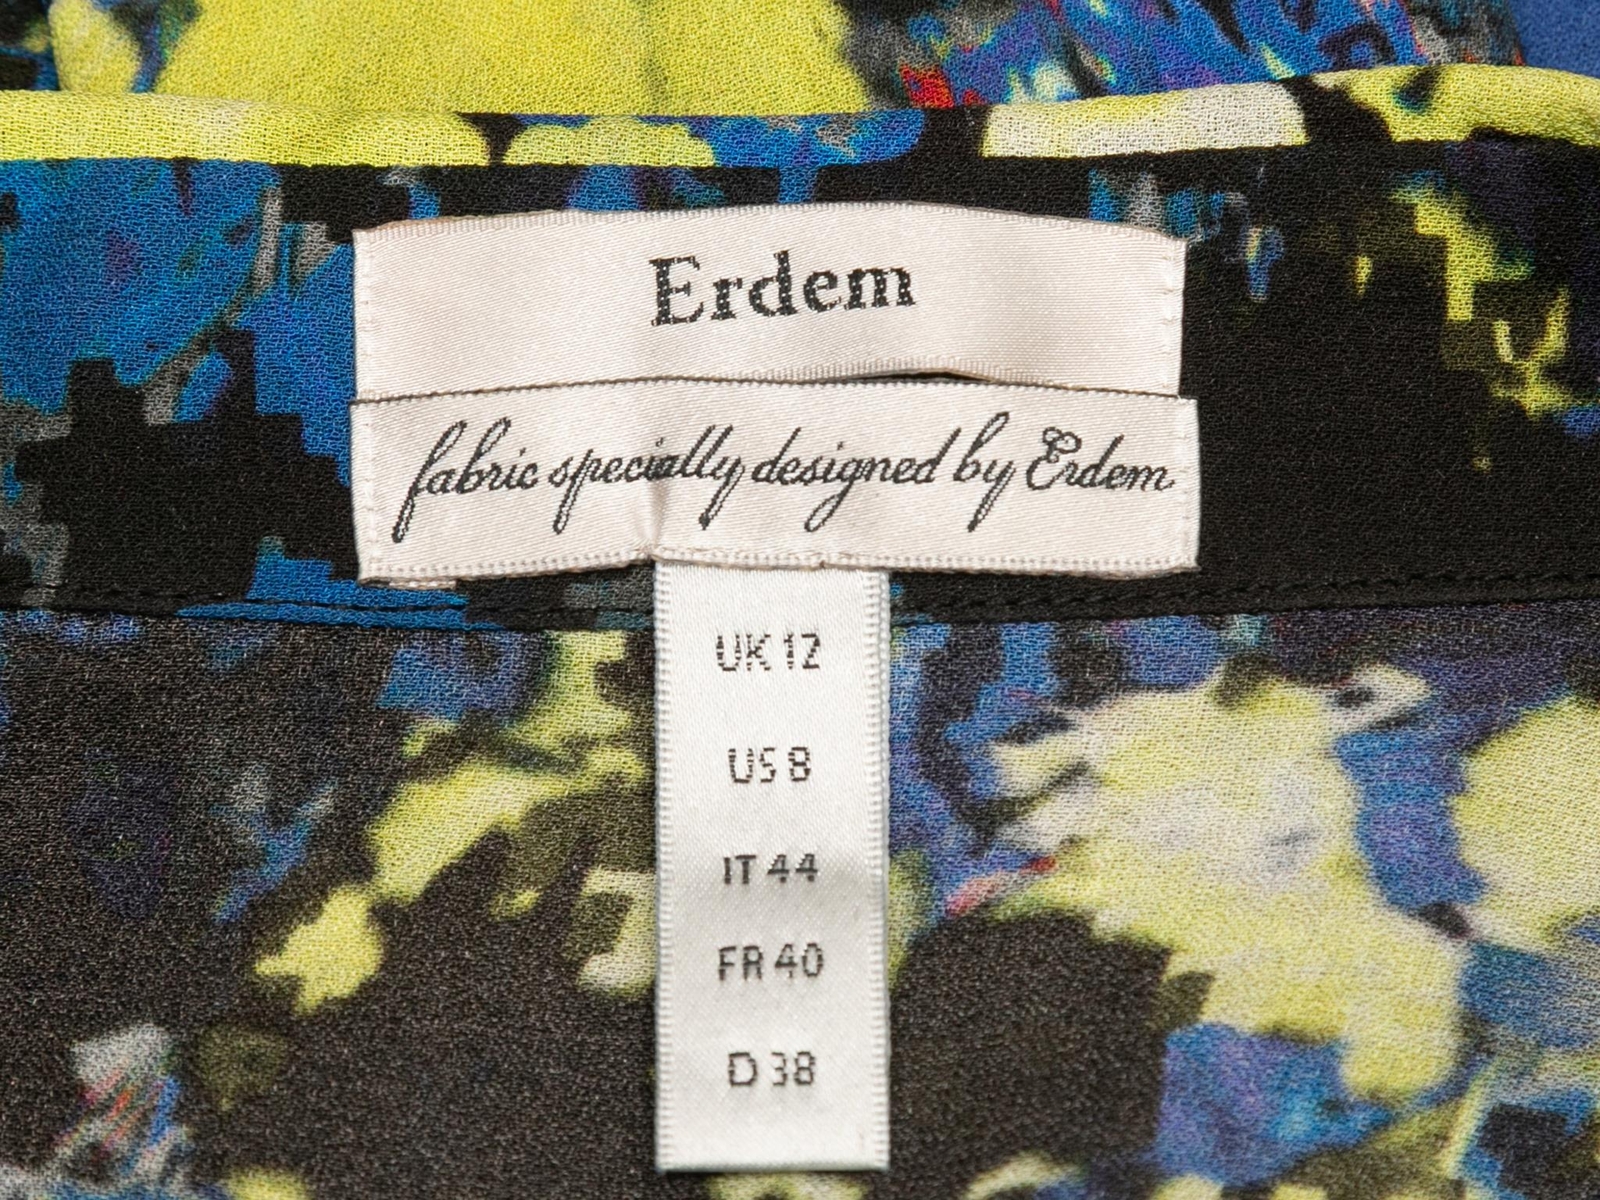 Erdem
fabric specially designed by Erdem
UK 12
US 8
IT 44
FR 40
D 38